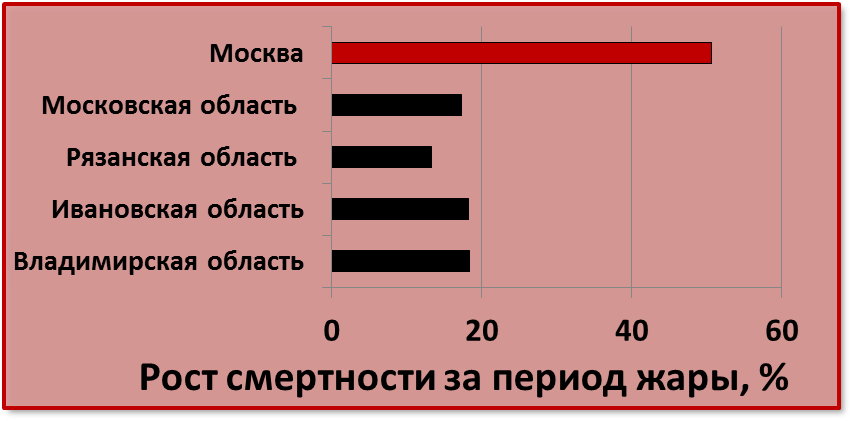 Москва
Московская область
Рязанская область
Ивановская область
Владимирская область
0 20 40 60
Рост смертности за период жары, %